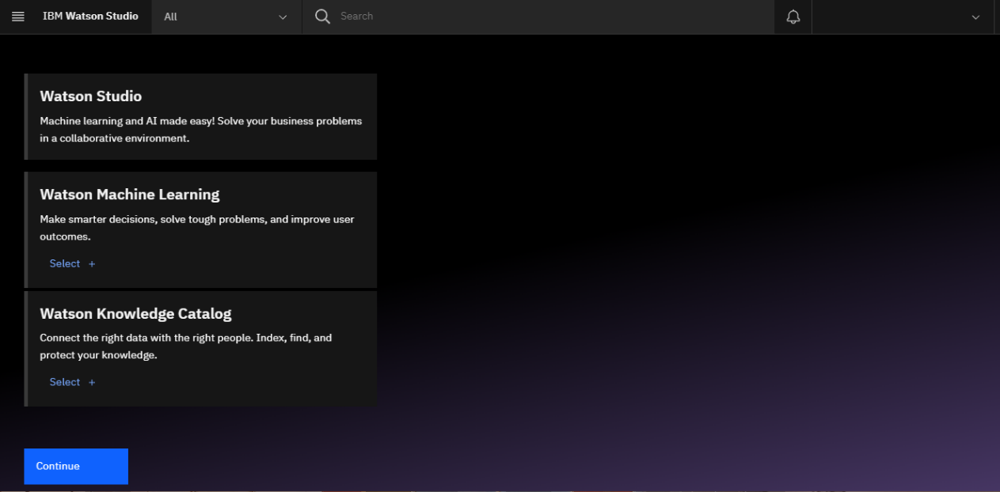 IBM Watson Studio All Search
Watson Studio
Machine learning and AI made easy! Solve your business problems
in a collaborative environment.
Watson Machine Learning
Make smarter decisions, solve tough problems, and improve user
outcomes.
Select +
Watson Knowledge Catalog
Connect the right data with the right people. Index, find, and
protect your knowledge.
Select +
Continue